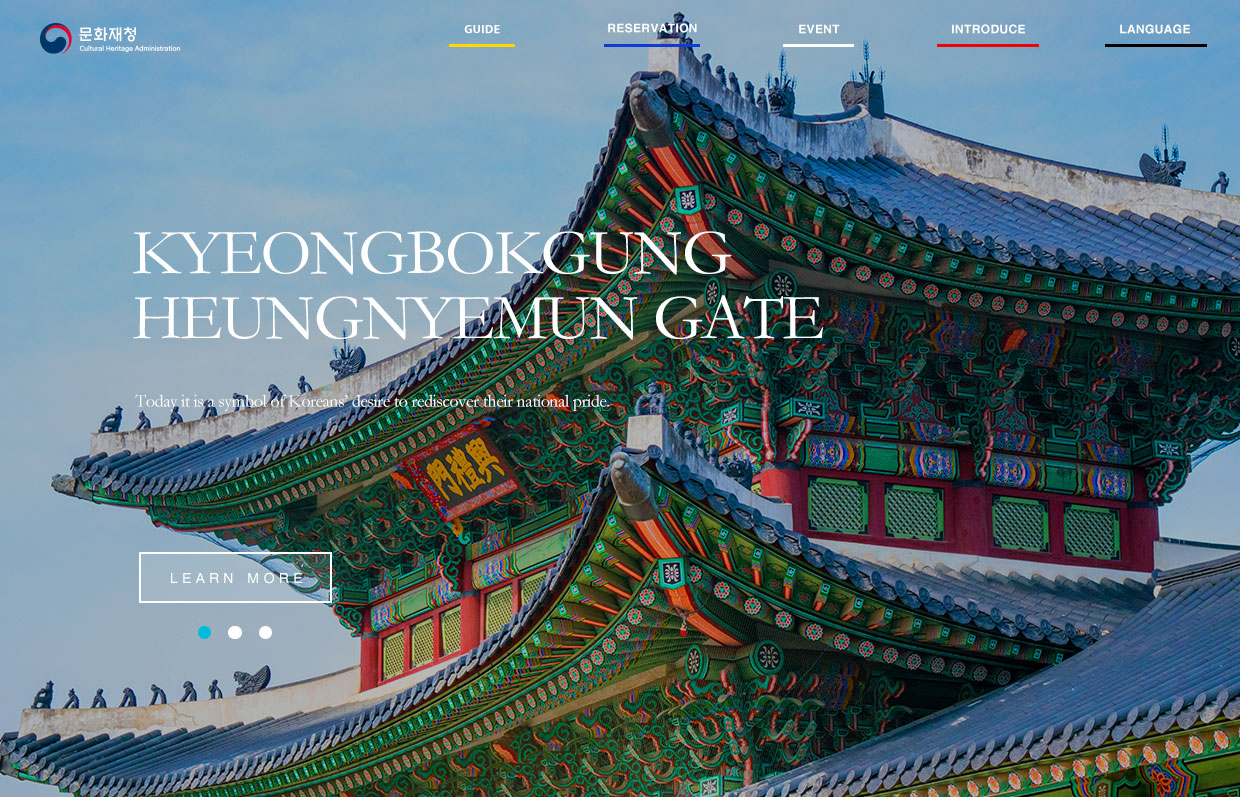 문화재청
Cultural Heritage Administration
GUIDE
RESERVATION
EVENT
INTRODUCE
LANGUAGE
KYEONGBOKGUNG
HEUNGNYEMUN GATE
Today it is a symbol of Koreans' desire to rediscover their national pride.
門禮興
LEARN MORE